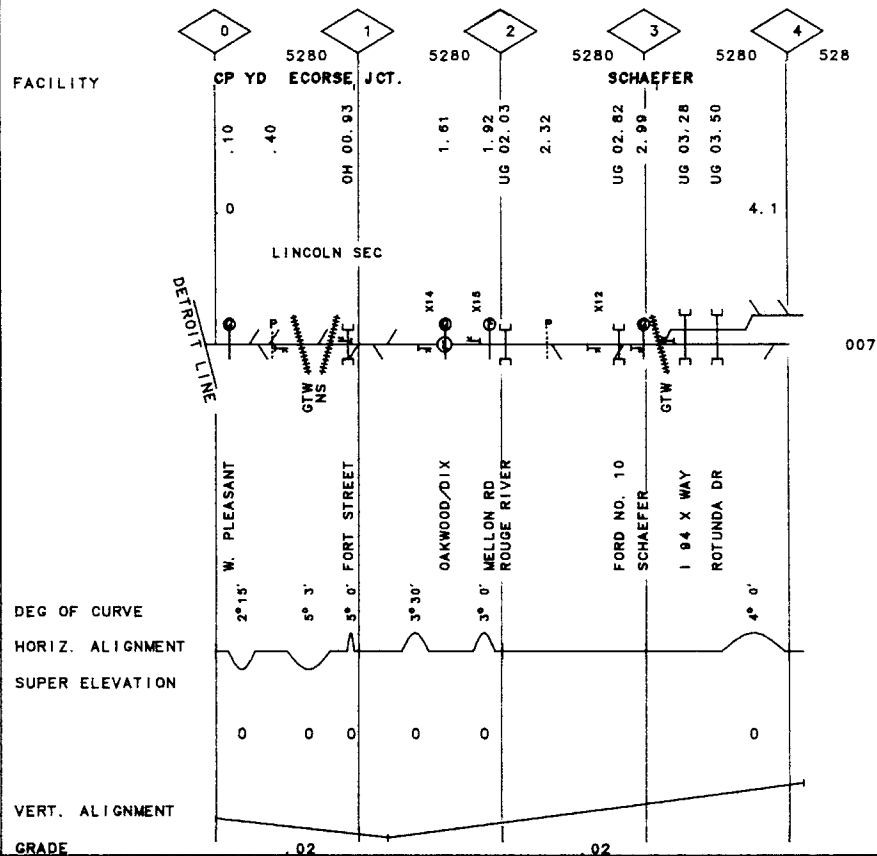 0 1 2 3 4
5280 5280 5280 5280 528
FACILITY CP YD ECORSE JCT. SCHAEFER
.10 .40 OH 00.93 1.61 1.92 UG 02.03 2.32 UG 02.82 2.99 UG 03.28 UG 03.50
.0 4.1
LINCOLN SEC
DETROIT LINE
P X14 X15 P X12
007
GTW NS GTW
W. PLEASANT FORT STREET OAKWOOD/DIX MELLON RD ROUGE RIVER FORD NO. 10 SCHAEFER I 94 X WAY ROTUNDA DR
DEG OF CURVE 2°15' 5° 3' 5° 0' 3°30' 3° 0' 4° 0'
HORIZ. ALIGNMENT
SUPER ELEVATION
0 0 0 0 0 0
VERT. ALIGNMENT
GRADE .02 .02